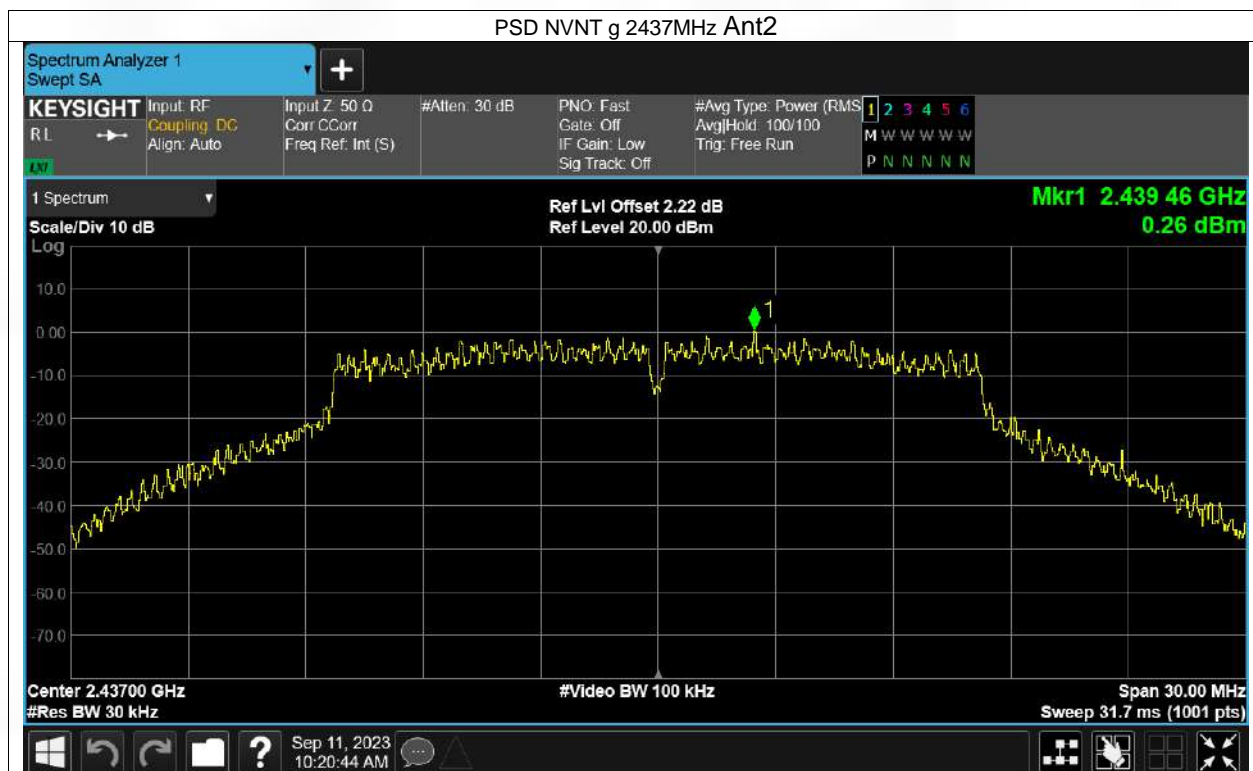 PSD NVNT g 2437MHz Ant2
Spectrum Analyzer 1
Swept SA
KEYSIGHT
R L
LXI
Input: RF
Coupling: DC
Align: Auto
Input Z: 50 Ω
Corr CCorr
Freq Ref: Int (S)
#Atten: 30 dB
PNO: Fast
Gate: Off
IF Gain: Low
Sig Track: Off
#Avg Type: Power (RMS
Avg|Hold: 100/100
Trig: Free Run
1 2 3 4 5 6
M W W W W W
P N N N N N
1 Spectrum
Scale/Div 10 dB
Ref Lvl Offset 2.22 dB
Ref Level 20.00 dBm
Mkr1 2.439 46 GHz
0.26 dBm
Log
10.0
0.00
-10.0
-20.0
-30.0
-40.0
-50.0
-60.0
-70.0
1
Center 2.43700 GHz
#Res BW 30 kHz
#Video BW 100 kHz
Span 30.00 MHz
Sweep 31.7 ms (1001 pts)
?
Sep 11, 2023
10:20:44 AM